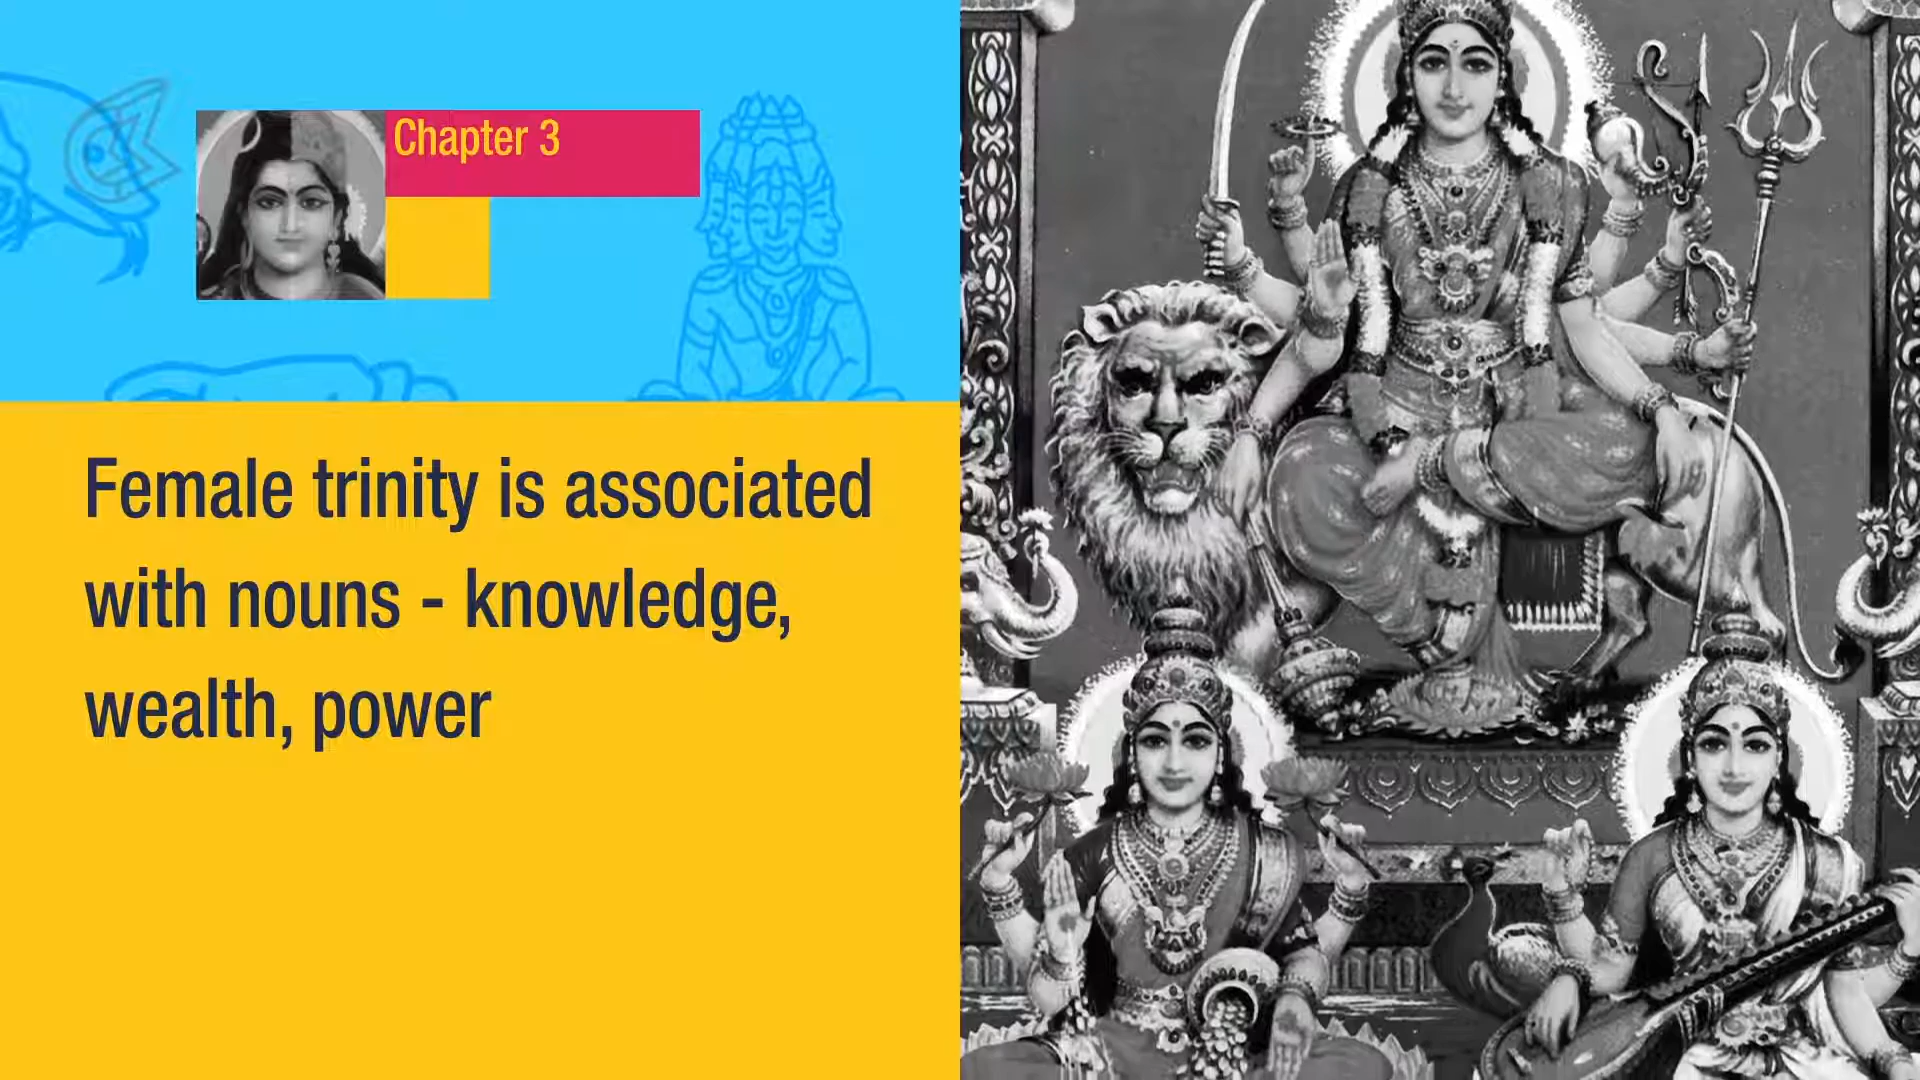 Chapter 3
Female trinity is associated
with nouns - knowledge,
wealth, power